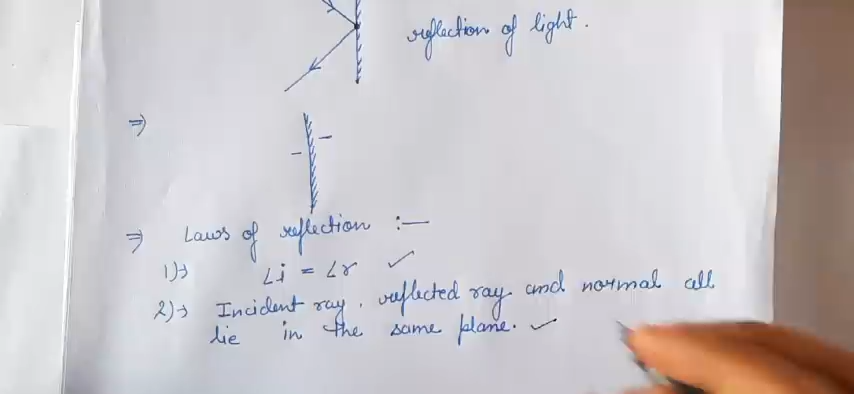 reflection of light.
⇒
⇒ Laws of reflection :—
1)→ ∠i = ∠r ✓
2)→ Incident ray, reflected ray and normal all
lie in the same plane. ✓